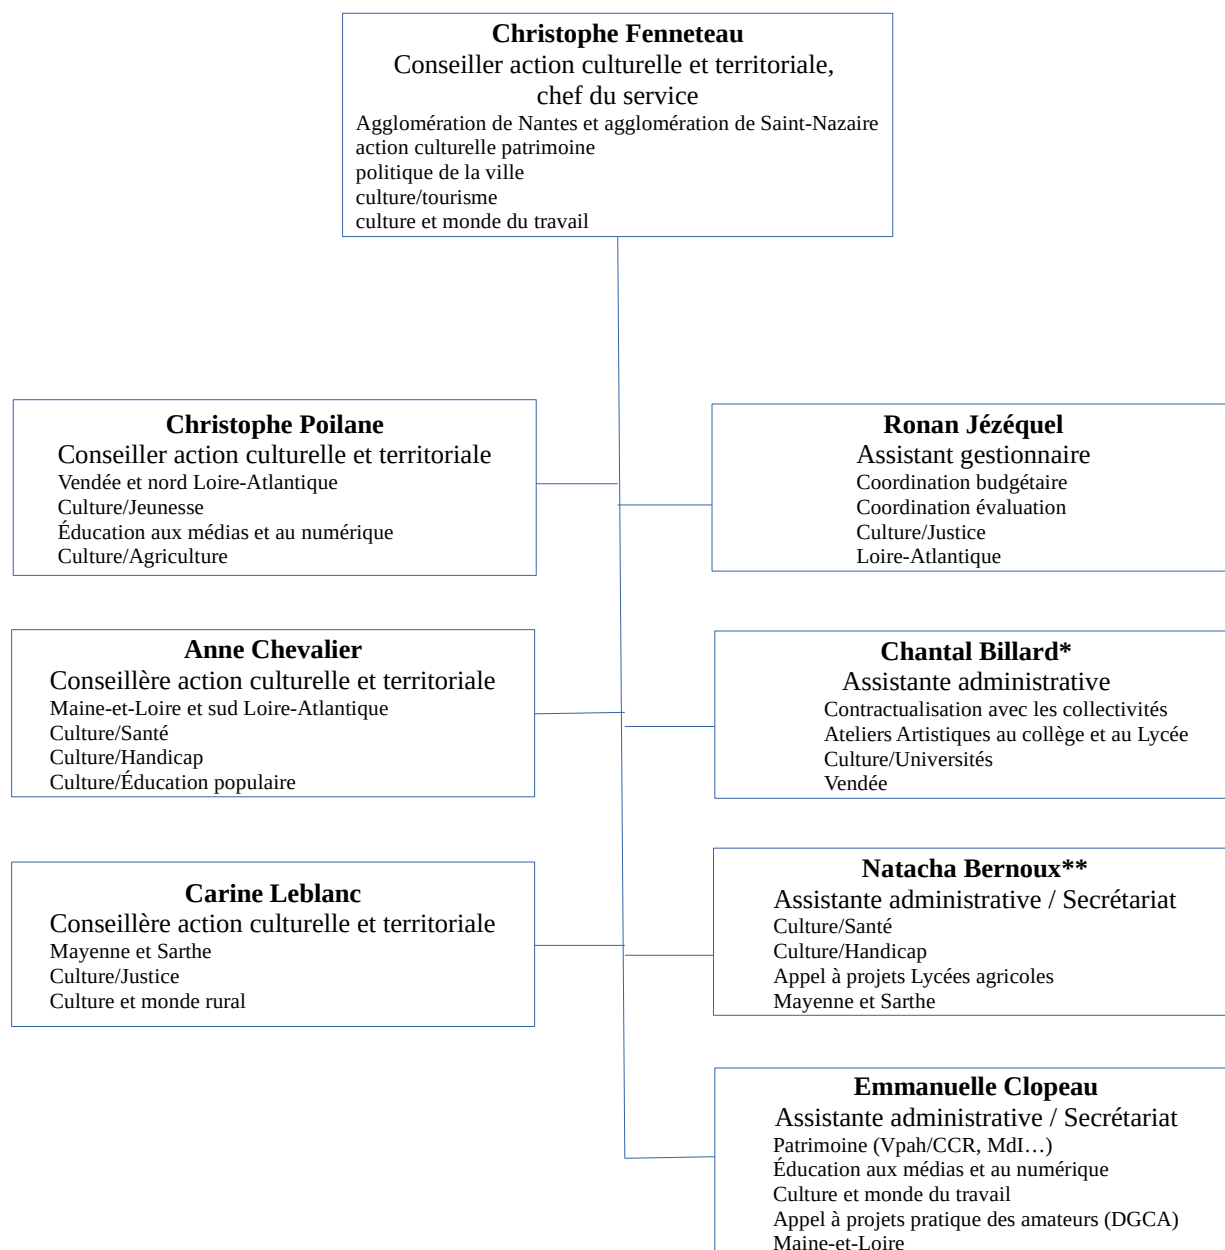 Christophe Fenneteau
Conseiller action culturelle et territoriale,
chef du service
Agglomération de Nantes et agglomération de Saint-Nazaire
action culturelle patrimoine
politique de la ville
culture/tourisme
culture et monde du travail
Christophe Poilane
Conseiller action culturelle et territoriale
Vendée et nord Loire-Atlantique
Culture/Jeunesse
Éducation aux médias et au numérique
Culture/Agriculture
Ronan Jézéquel
Assistant gestionnaire
Coordination budgétaire
Coordination évaluation
Culture/Justice
Loire-Atlantique
Anne Chevalier
Conseillère action culturelle et territoriale
Maine-et-Loire et sud Loire-Atlantique
Culture/Santé
Culture/Handicap
Culture/Éducation populaire
Chantal Billard*
Assistante administrative
Contractualisation avec les collectivités
Ateliers Artistiques au collège et au Lycée
Culture/Universités
Vendée
Carine Leblanc
Conseillère action culturelle et territoriale
Mayenne et Sarthe
Culture/Justice
Culture et monde rural
Natacha Bernoux**
Assistante administrative / Secrétariat
Culture/Santé
Culture/Handicap
Appel à projets Lycées agricoles
Mayenne et Sarthe
Emmanuelle Clopeau
Assistante administrative / Secrétariat
Patrimoine (Vpah/CCR, MdI…)
Éducation aux médias et au numérique
Culture et monde du travail
Appel à projets pratique des amateurs (DGCA)
Maine-et-Loire